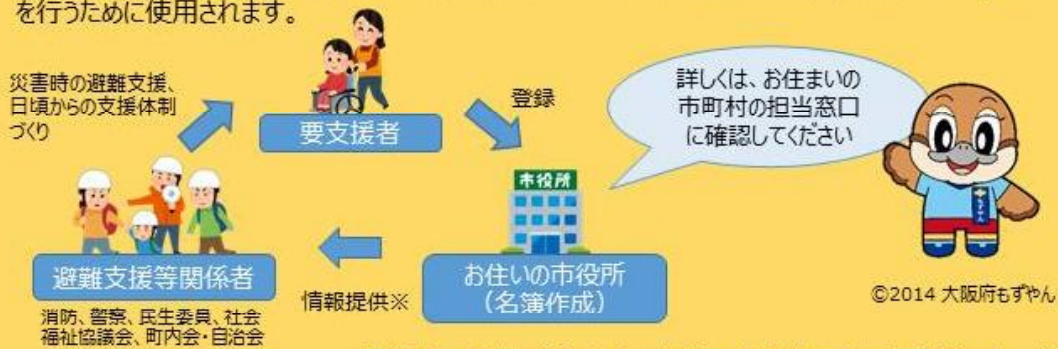 を行うために使用されます。
災害時の避難支援、
日頃からの支援体制
づくり
要支援者
登録
詳しくは、お住まいの
市町村の担当窓口
に確認してください
市役所
避難支援等関係者
情報提供※
お住いの市役所
（名簿作成）
消防、警察、民生委員、社会
福祉協議会、町内会・自治会
もずやん
©2014 大阪府もずやん